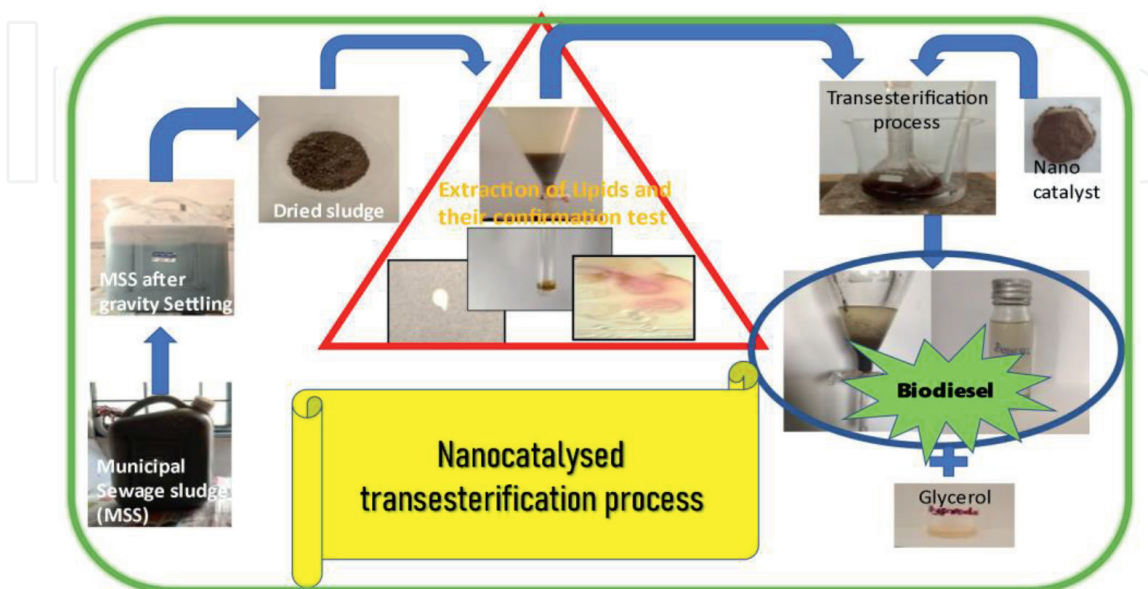 Municipal
Sewage sludge
(MSS)
MSS after
gravity Settling
Dried sludge
Extraction of Lipids and
their confirmation test
Transesterification
process
Nano
catalyst
Biodiesel
Glycerol
Nanocatalysed
transesterification process